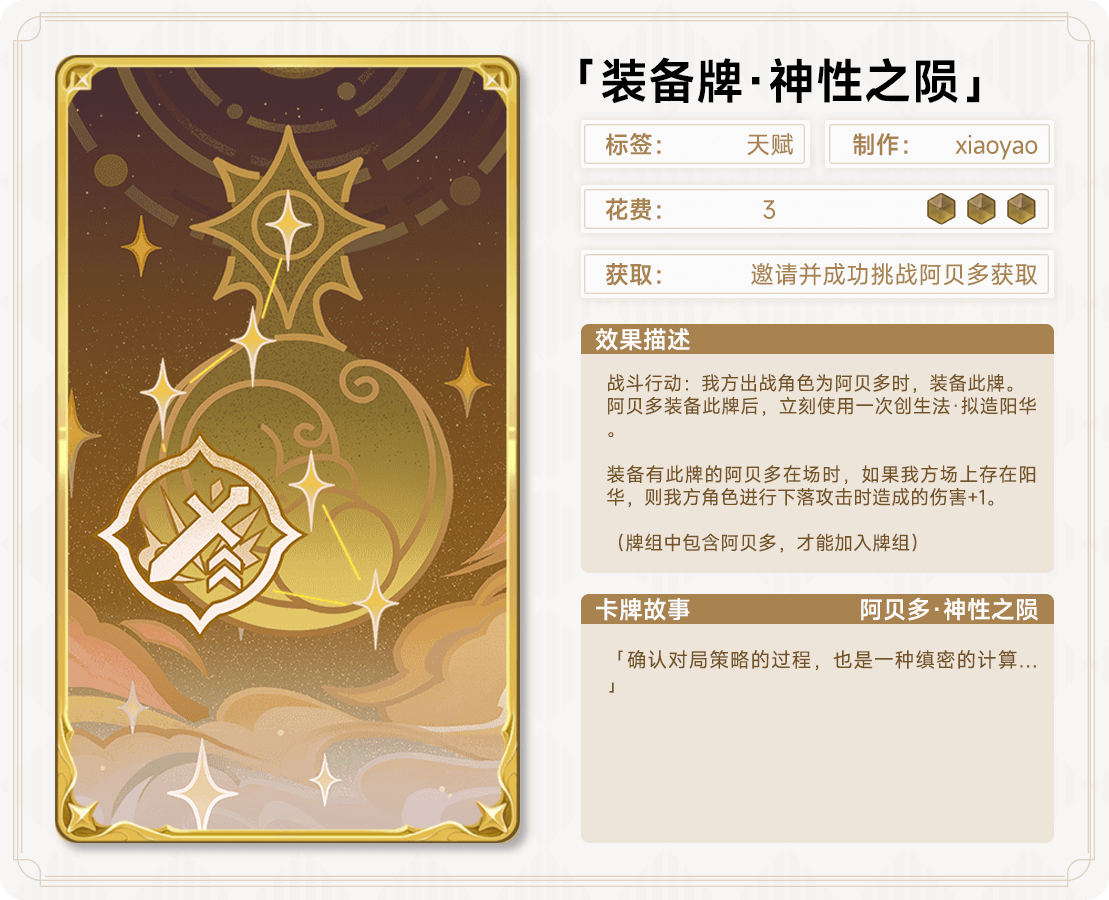 「装备牌·神性之陨」
标签： 天赋
制作： xiaoyao
花费： 3
获取： 邀请并成功挑战阿贝多获取
效果描述
战斗行动：我方出战角色为阿贝多时，装备此牌。
阿贝多装备此牌后，立刻使用一次创生法·拟造阳华
。
装备有此牌的阿贝多在场时，如果我方场上存在阳
华，则我方角色进行下落攻击时造成的伤害+1。
（牌组中包含阿贝多，才能加入牌组）
卡牌故事 阿贝多·神性之陨
「确认对局策略的过程，也是一种缜密的计算...
」